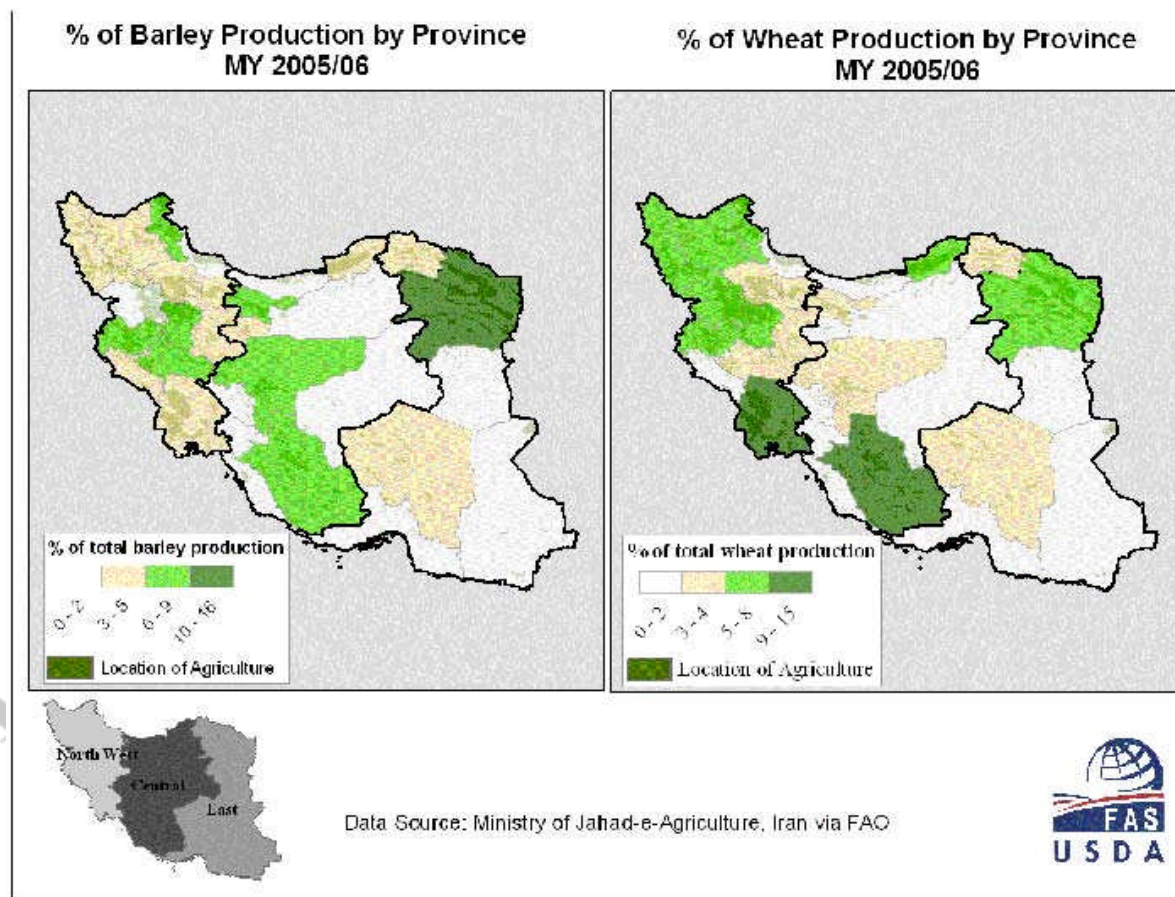 % of Barley Production by Province
MY 2005/06
% of Wheat Production by Province
MY 2005/06
% of total barley production
0 - 2
3 - 5
6 - 9
10 - 16
Location of Agriculture
% of total wheat production
0 - 2
3 - 4
5 - 8
9 - 15
Location of Agriculture
North West
Central
East
Data Source: Ministry of Jahad-e-Agriculture, Iran via FAO
FAS
USDA